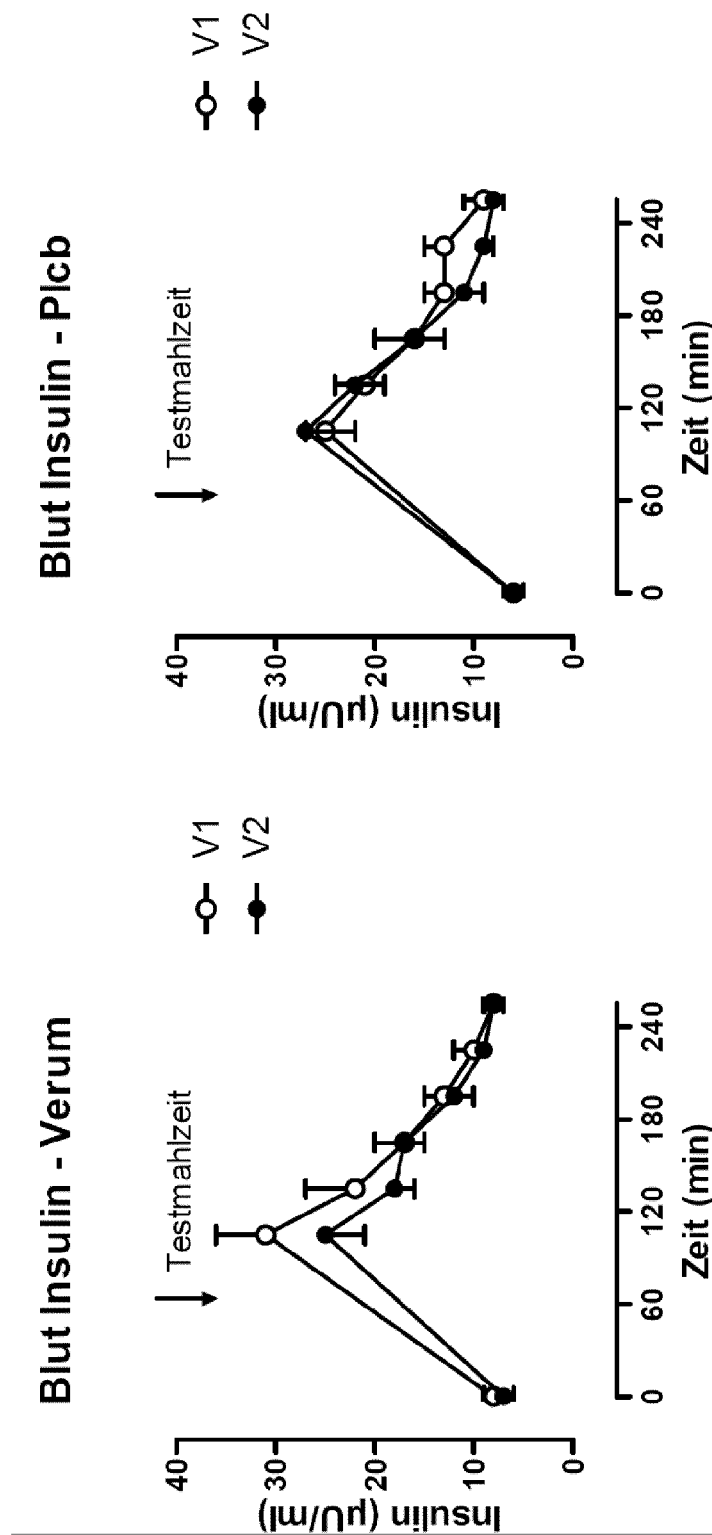 Blut Insulin - Verum
Testmahlzeit
V1
V2
Insulin (µU/ml)
40
30
20
10
0
0
60
120
180
240
Zeit (min)
Blut Insulin - Plcb
Testmahlzeit
V1
V2
Insulin (µU/ml)
40
30
20
10
0
0
60
120
180
240
Zeit (min)